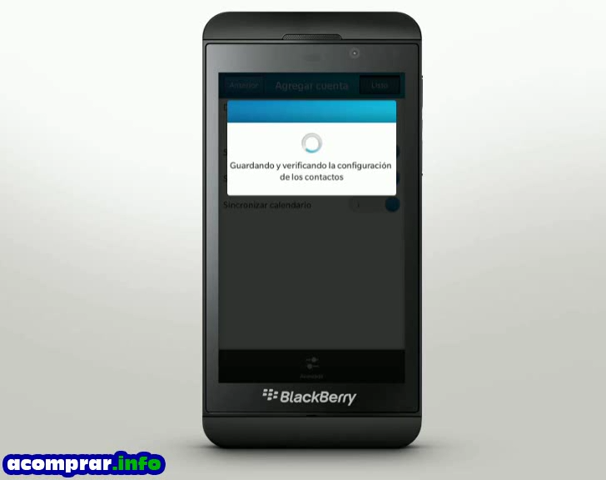 Agregar cuenta
Listo
Guardando y verificando la configuración
de los contactos
Sincronizar calendario
BlackBerry
acomprar.info